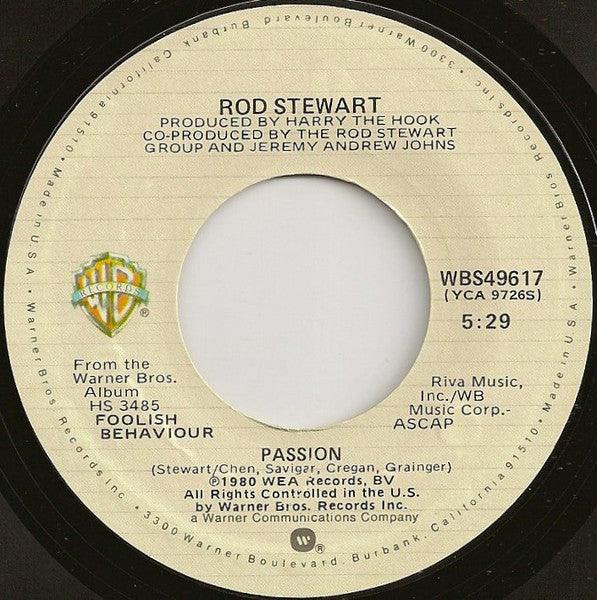 ROD STEWART
PRODUCED BY HARRY THE HOOK
CO-PRODUCED BY THE ROD STEWART
GROUP AND JEREMY ANDREW JOHNS
WB
RECORDS
®
WBS49617
(YCA 9726S)
5:29
From the
Warner Bros.
Album
HS 3485
FOOLISH
BEHAVIOUR
Riva Music,
Inc./WB
Music Corp.-
ASCAP
PASSION
(Stewart/Chen, Savigar, Cregan, Grainger)
℗1980 WEA Records, BV
All Rights Controlled in the U.S.
by Warner Bros. Records Inc.
a Warner Communications Company
W®
Warner Bros Records Inc. • 3300 Warner Boulevard, Burbank, California 91510 • Made in U.S.A. •
Warner Bros Records Inc. • 3300 Warner Boulevard, Burbank, California 91510 • Made in U.S.A. •